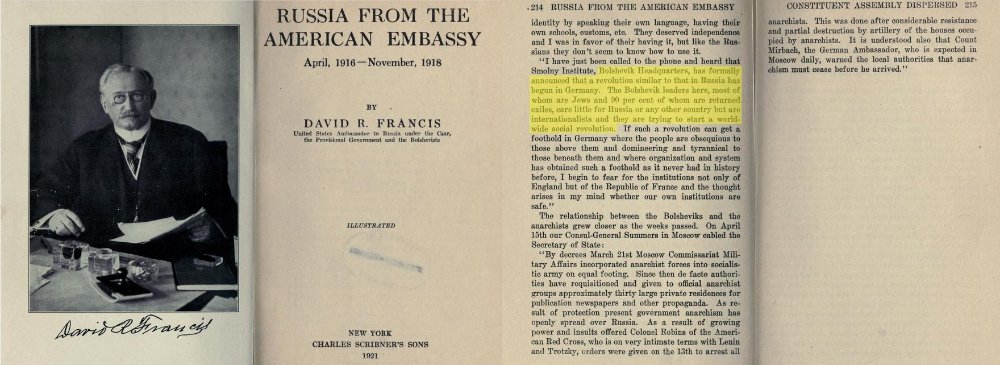 David R. Francis
RUSSIA FROM THE
AMERICAN EMBASSY
April, 1916—November, 1918
BY
DAVID R. FRANCIS
United States Ambassador to Russia under the Czar,
the Provisional Government and the Bolshevists
ILLUSTRATED
NEW YORK
CHARLES SCRIBNER'S SONS
1921
214 RUSSIA FROM THE AMERICAN EMBASSY
identity by speaking their own language, having their
own schools, customs, etc. They deserved independence
and I was in favor of their having it, but like the Rus-
sians they don't seem to know how to use it.
"I have just been called to the phone and heard that
Smolny Institute, Bolshevik Headquarters, has formally
announced that a revolution similar to that in Russia has
begun in Germany. The Bolshevik leaders here, most of
whom are Jews and 90 per cent of whom are returned
exiles, care little for Russia or any other country but are
internationalists and they are trying to start a world-
wide social revolution. If such a revolution can get a
foothold in Germany where the people are obsequious to
those above them and domineering and tyrannical to
those beneath them and where organization and system
has obtained such a foothold as it never had in history
before, I begin to fear for the institutions not only of
England but of the Republic of France and the thought
arises in my mind whether our own institutions are
safe."
The relationship between the Bolsheviks and the
anarchists grew closer as the weeks passed. On April
15th our Consul-General Summers in Moscow cabled the
Secretary of State:
"By decrees March 21st Moscow Commissariat Mili-
tary Affairs incorporated anarchist forces into socialis-
tic army on equal footing. Since then de facto authori-
ties have requisitioned and given to official anarchist
groups approximately thirty large private residences for
publication newspapers and other propaganda. As re-
sult of protection present government anarchism has
openly spread over Russia. As a result of growing
power and insults offered Colonel Robins of the Ameri-
can Red Cross, who is on very intimate terms with Lenin
and Trotzky, orders were given on the 13th to arrest all
CONSTITUENT ASSEMBLY DISPERSED 215
anarchists. This was done after considerable resistance
and partial destruction by artillery of the houses occu-
pied by anarchists. It is understood also that Count
Mirbach, the German Ambassador, who is expected in
Moscow daily, warned the local authorities that anar-
chism must cease before he arrived."